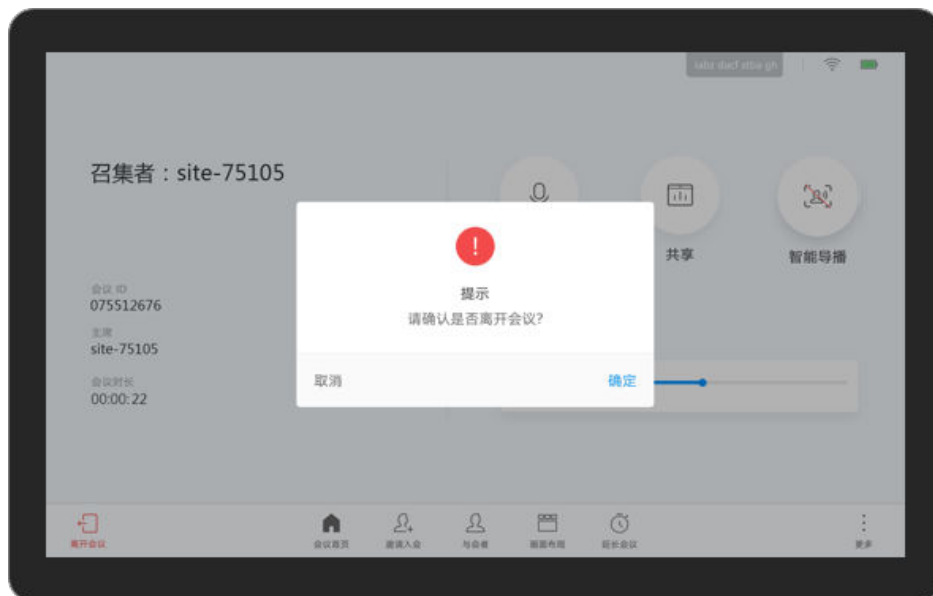 召集者：site-75105
共享
智能导播
提示
请确认是否离开会议?
取消
确定
会议 ID
075512676
主席
site-75105
会议时长
00:00:22
离开会议
会议首页
邀请入会
与会者
画面布局
延长会议
更多